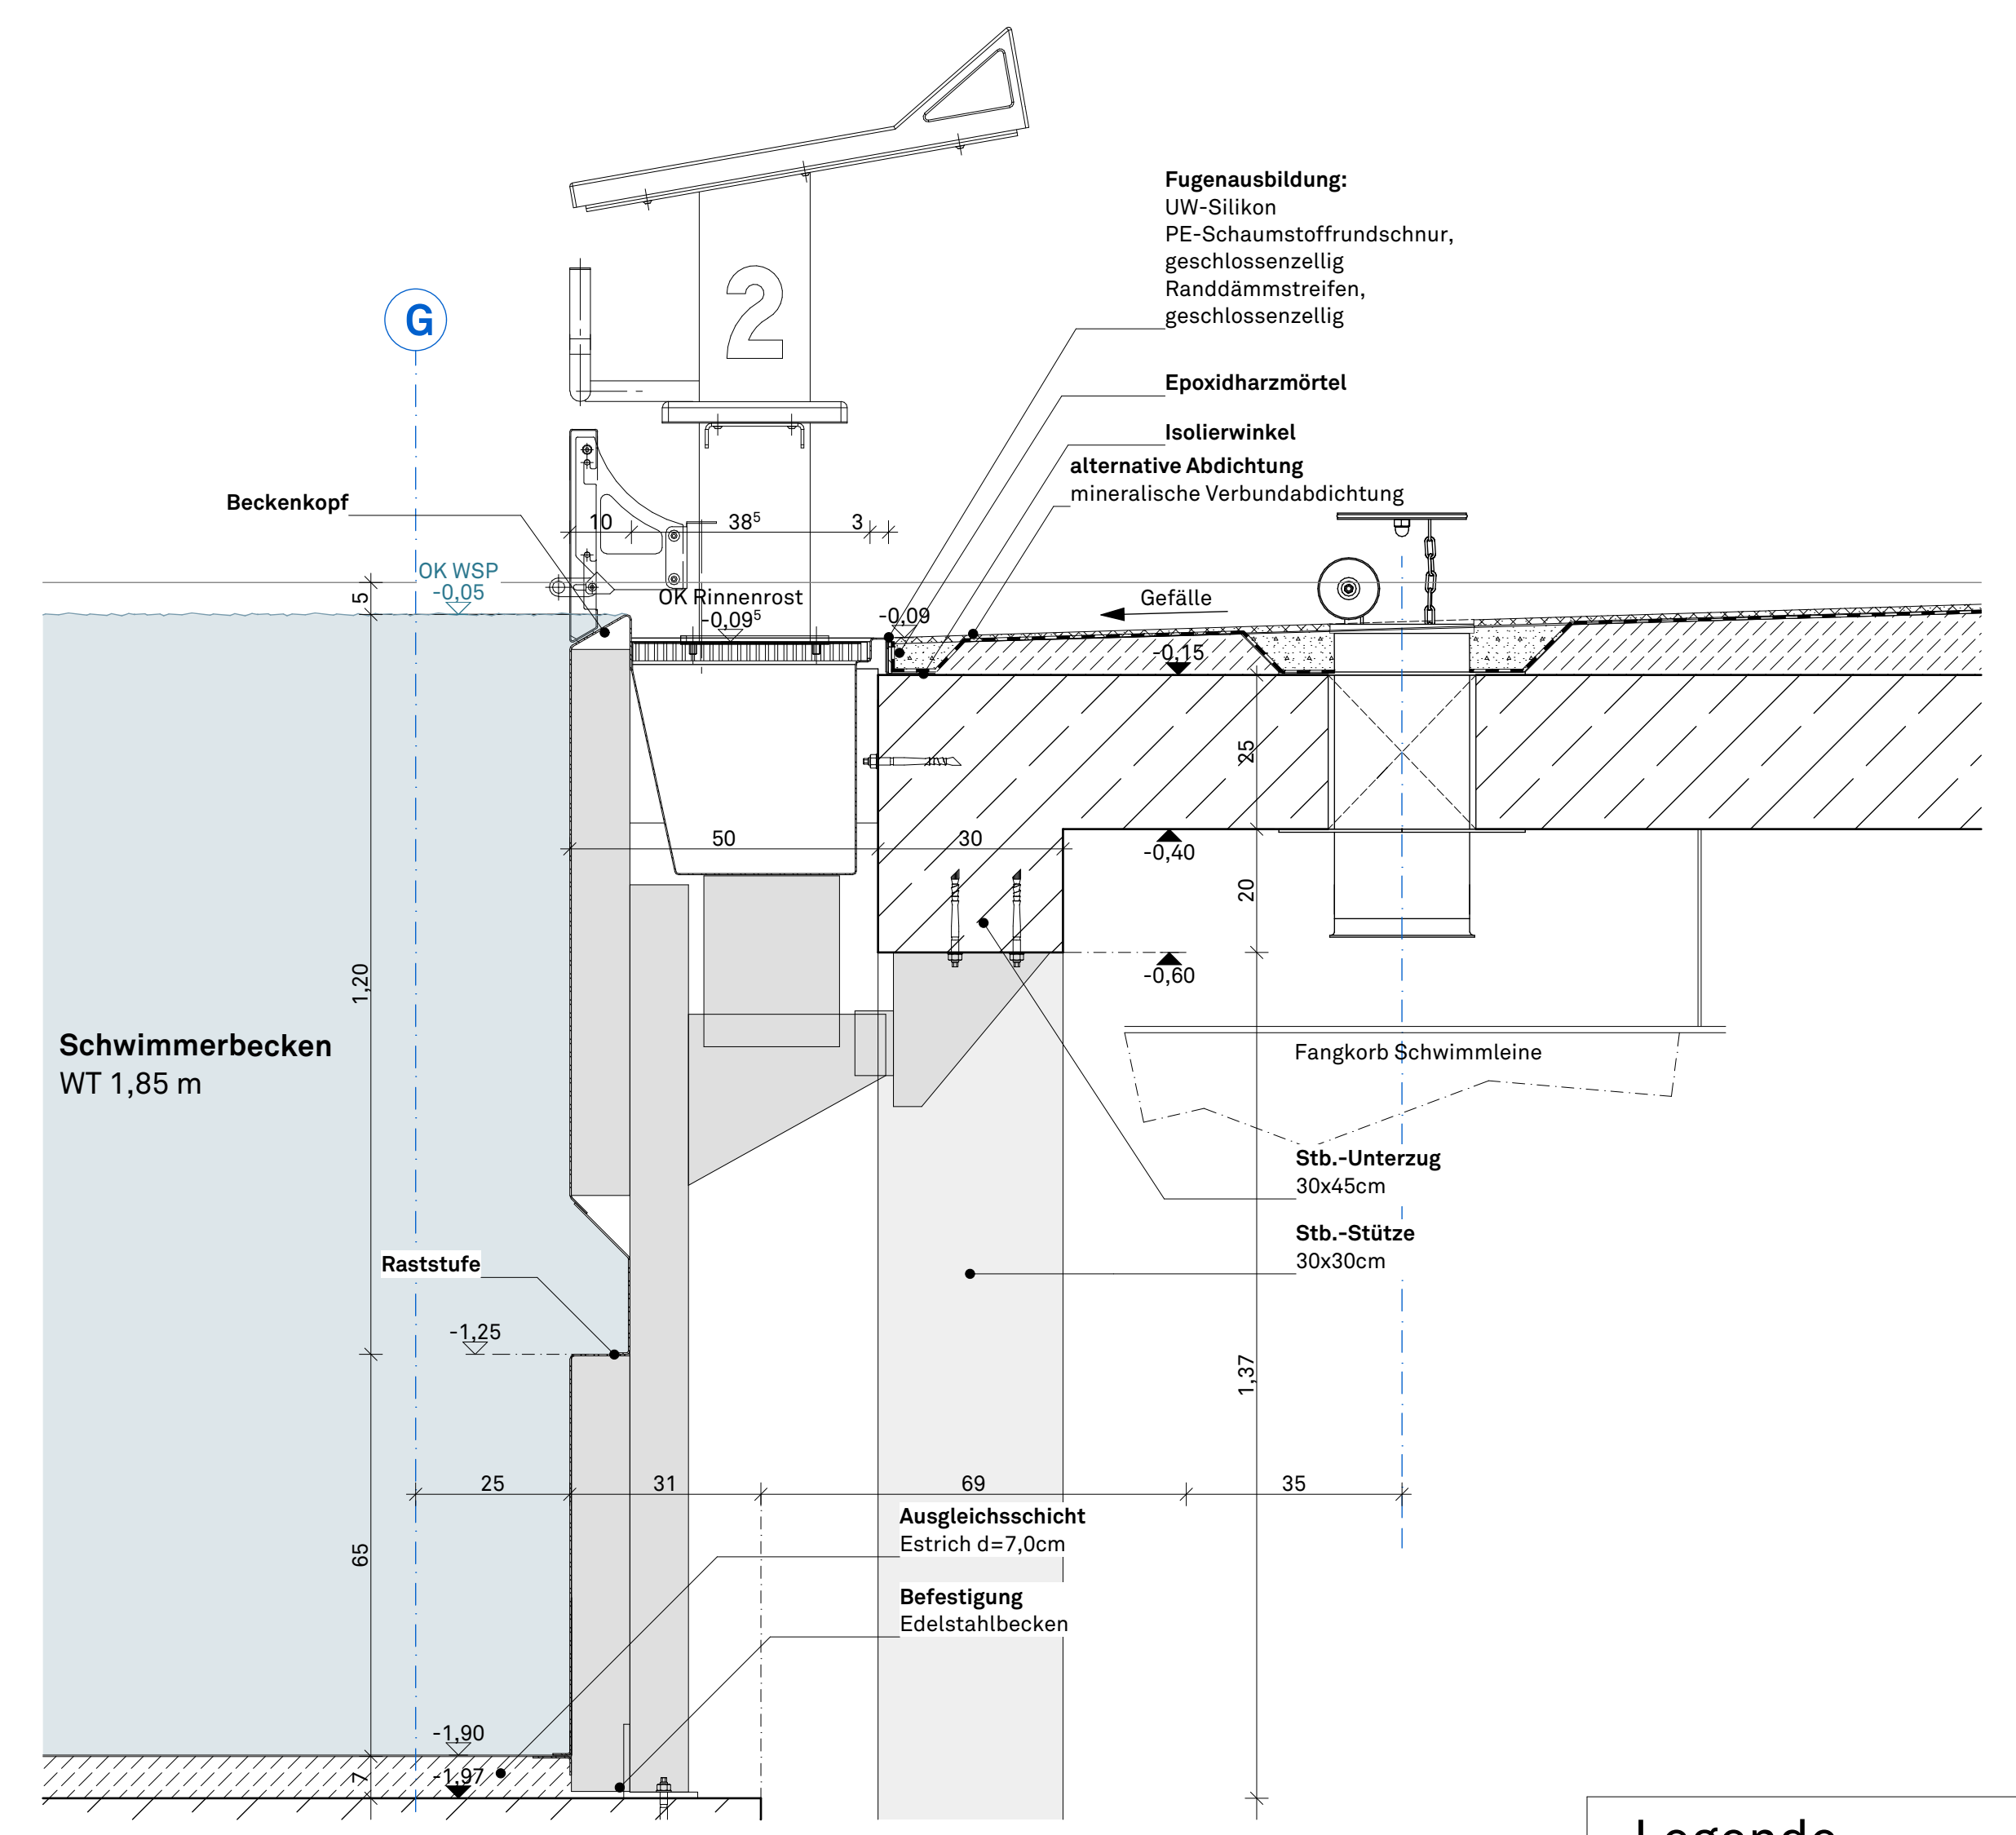 2
Fugenausbildung:
UW-Silikon
PE-Schaumstoffrundschnur,
geschlossenzellig
Randdämmstreifen,
geschlossenzellig
G
Epoxidharzmörtel
Isolierwinkel
alternative Abdichtung
mineralische Verbundabdichtung
Beckenkopf
10
38⁵
3
OK WSP
-0,05
5
OK Rinnenrost
-0,09⁵
-0,09
Gefälle
-0,15
25
50
30
-0,40
20
-0,60
1,20
Schwimmerbecken
WT 1,85 m
Fangkorb Schwimmleine
Stb.-Unterzug
30x45cm
Stb.-Stütze
30x30cm
Raststufe
-1,25
1,37
25
31
69
35
Ausgleichsschicht
Estrich d=7,0cm
65
Befestigung
Edelstahlbecken
-1,90
7
-1,97
Legende